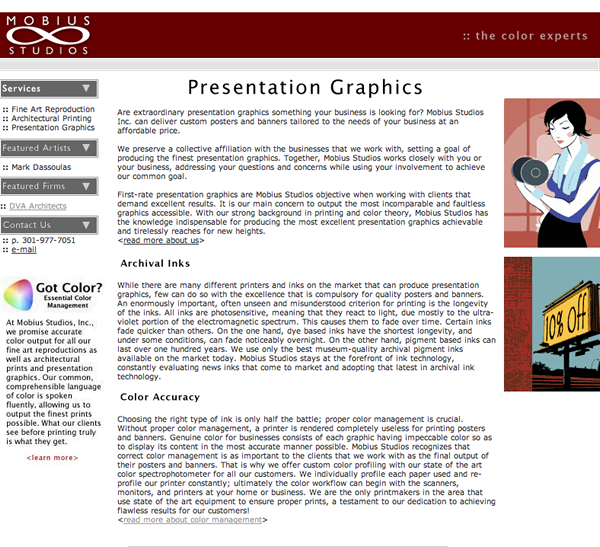 MOBIUS
STUDIOS
:: the color experts
Services
:: Fine Art Reproduction
:: Architectural Printing
:: Presentation Graphics
Featured Artists
:: Mark Dassoulas
Featured Firms
:: DVA Architects
Contact Us
:: p. 301-977-7051
:: e-mail
Got Color?
Essential Color
Management
At Mobius Studios, Inc.,
we promise accurate
color output for all our
fine art reproductions as
well as architectural
prints and presentation
graphics. Our common,
comprehensible language
of color is spoken
fluently, allowing us to
output the finest prints
possible. What our clients
see before printing truly
is what they get.
<learn more>
Presentation Graphics
Are extraordinary presentation graphics something your business is looking for? Mobius Studios
Inc. can deliver custom posters and banners tailored to the needs of your business at an
affordable price.
We preserve a collective affiliation with the businesses that we work with, setting a goal of
producing the finest presentation graphics. Together, Mobius Studios works closely with you or
your business, addressing your questions and concerns while using your involvement to achieve
our common goal.
First-rate presentation graphics are Mobius Studios objective when working with clients that
demand excellent results. It is our main concern to output the most incomparable and faultless
graphics accessible. With our strong background in printing and color theory, Mobius Studios has
the knowledge indispensable for producing the most excellent presentation graphics achievable
and tirelessly reaches for new heights.
<read more about us>
Archival Inks
While there are many different printers and inks on the market that can produce presentation
graphics, few can do so with the excellence that is compulsory for quality posters and banners.
An enormously important, often unseen and misunderstood criterion for printing is the longevity
of the inks. All inks are photosensitive, meaning that they react to light, due mostly to the ultra-
violet portion of the electromagnetic spectrum. This causes them to fade over time. Certain inks
fade quicker than others. On the one hand, dye based inks have the shortest longevity, and
under some conditions, can fade noticeably overnight. On the other hand, pigment based inks can
last over one hundred years. We use only the best museum-quality archival pigment inks
available on the market today. Mobius Studios stays at the forefront of ink technology,
constantly evaluating news inks that come to market and adopting that latest in archival ink
technology.
Color Accuracy
Choosing the right type of ink is only half the battle; proper color management is crucial.
Without proper color management, a printer is rendered completely useless for printing posters
and banners. Genuine color for businesses consists of each graphic having impeccable color so as
to display its content in the most accurate manner possible. Mobius Studios recognizes that
correct color management is as important to the clients that we work with as the final output of
their posters and banners. That is why we offer custom color profiling with our state of the art
color spectrophotometer for all our customers. We individually profile each paper used and re-
profile our printer constantly; ultimately the color workflow can begin with the scanners,
monitors, and printers at your home or business. We are the only printmakers in the area that
use state of the art equipment to ensure proper prints, a testament to our dedication to achieving
flawless results for our customers!
<read more about color management>
10% Off